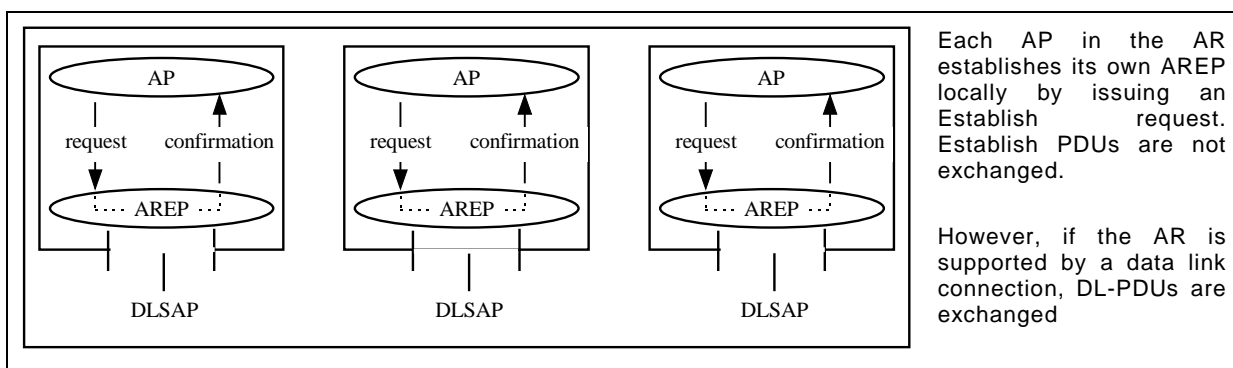 AP AP AP
request confirmation request confirmation request confirmation
AREP AREP AREP
DLSAP DLSAP DLSAP
Each AP in the AR
establishes its own AREP
locally by issuing an
Establish request.
Establish PDUs are not
exchanged.
However, if the AR is
supported by a data link
connection, DL-PDUs are
exchanged